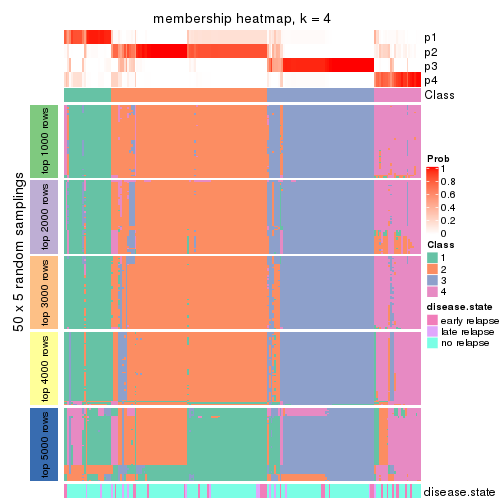 membership heatmap, k = 4
p1
p2
p3
p4
Class
50 x 5 random samplings
top 1000 rows
top 2000 rows
top 3000 rows
top 4000 rows
top 5000 rows
disease.state
Prob
1
0.8
0.6
0.4
0.2
0
Class
1
2
3
4
disease.state
early relapse
late relapse
no relapse